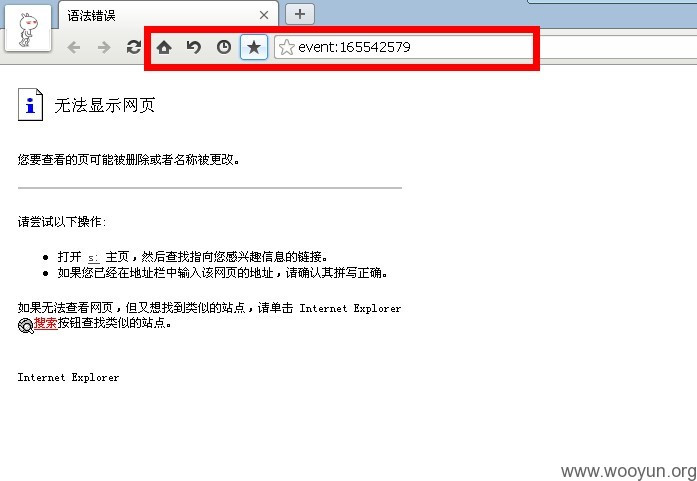 语法错误
event:165542579
无法显示网页
您要查看的页可能被删除或者名称被更改。
请尝试以下操作:
打开 s: 主页，然后查找指向您感兴趣信息的链接。
如果您已经在地址栏中输入该网页的地址，请确认其拼写正确。
如果无法查看网页，但又想找到类似的站点，请单击 Internet Explorer
搜索按钮查找类似的站点。
Internet Explorer
www.wooyun.org